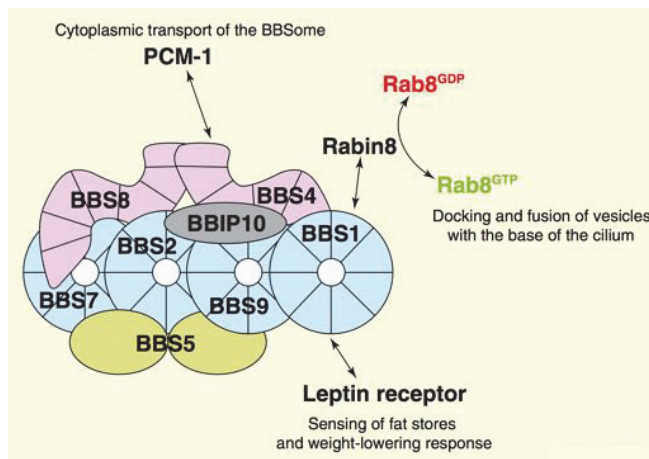 Cytoplasmic transport of the BBSome
PCM-1
Rab8GDP
Rabin8
Rab8GTP
Docking and fusion of vesicles
with the base of the cilium
BBS8
BBS4
BBIP10
BBS2
BBS1
BBS7
BBS9
BBS5
Leptin receptor
Sensing of fat stores
and weight-lowering response